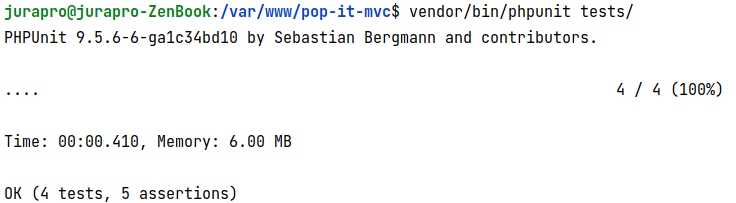 jurapro@jurapro-ZenBook:/var/www/pop-it-mvc$ vendor/bin/phpunit tests/
PHPUnit 9.5.6-6-ga1c34bd10 by Sebastian Bergmann and contributors.
.... 4 / 4 (100%)
Time: 00:00.410, Memory: 6.00 MB
OK (4 tests, 5 assertions)